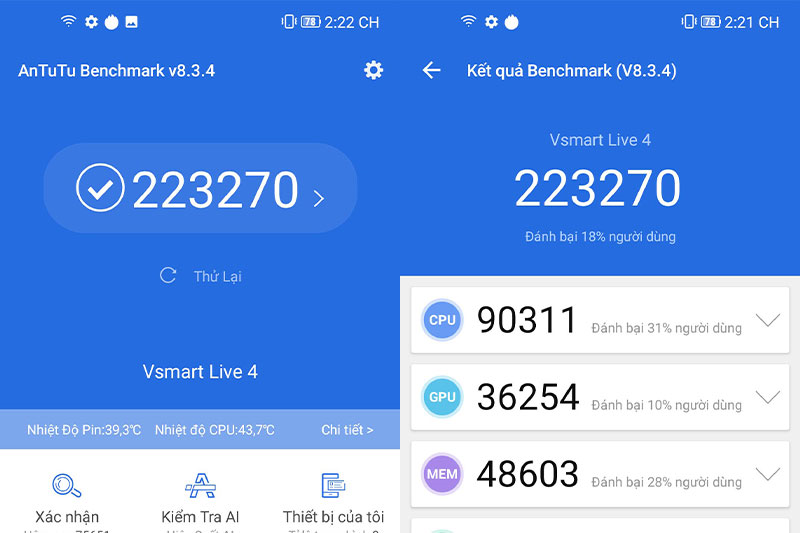 78 2:22 CH
AnTuTu Benchmark v8.3.4
223270 >
Thử Lại
Vsmart Live 4
Nhiệt Độ Pin:39,3℃ Nhiệt độ CPU:43,7℃ Chi tiết >
Xác nhận Kiểm Tra AI Thiết bị của tôi
78 2:21 CH
Kết quả Benchmark (V8.3.4)
Vsmart Live 4
223270
Đánh bại 18% người dùng
CPU 90311 Đánh bại 31% người dùng
GPU 36254 Đánh bại 10% người dùng
MEM 48603 Đánh bại 28% người dùng